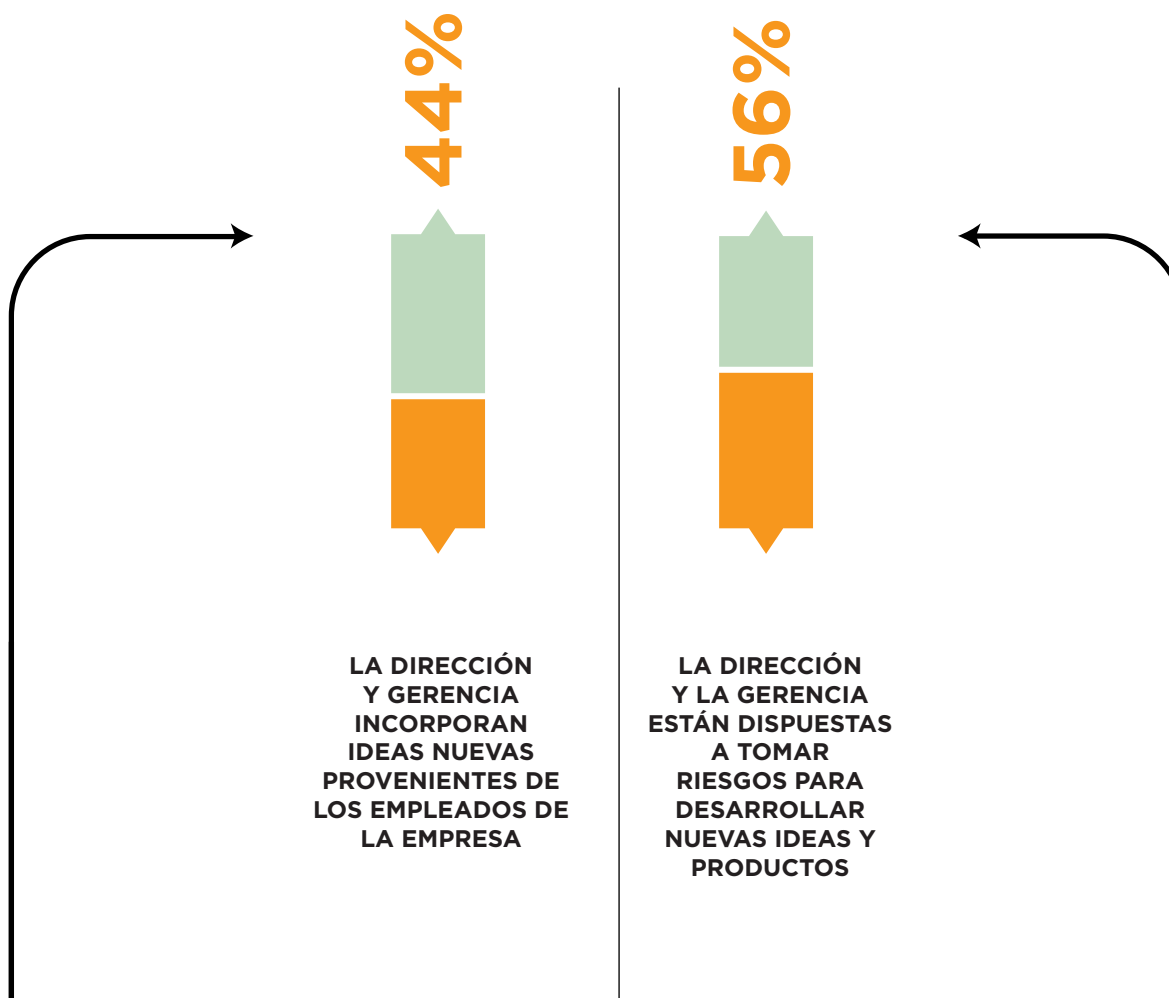 44%
LA DIRECCIÓN
Y GERENCIA
INCORPORAN
IDEAS NUEVAS
PROVENIENTES DE
LOS EMPLEADOS DE
LA EMPRESA
56%
LA DIRECCIÓN
Y LA GERENCIA
ESTÁN DISPUESTAS
A TOMAR
RIESGOS PARA
DESARROLLAR
NUEVAS IDEAS Y
PRODUCTOS